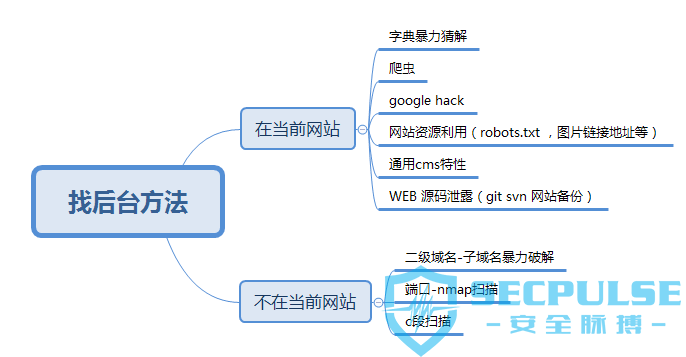 字典暴力猜解
爬虫
google hack
在当前网站
网站资源利用（robots.txt ，图片链接地址等）
通用cms特性
WEB 源码泄露（git svn 网站备份）
找后台方法
二级域名-子域名暴力破解
不在当前网站
端口-nmap扫描
c段扫描
SECPULSE
安全脉搏